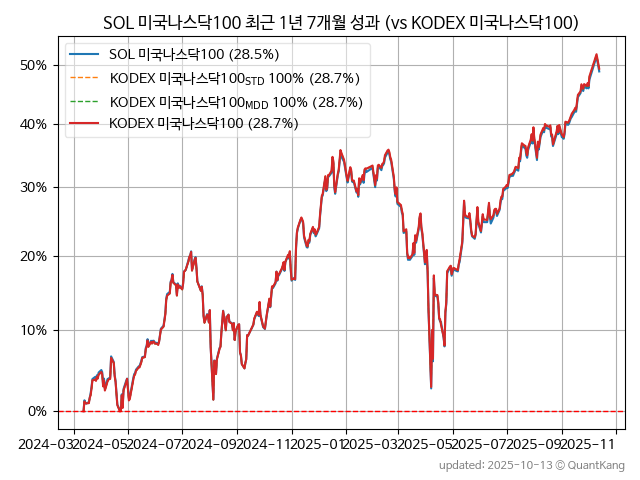 SOL 미국나스닥100 최근 1년 7개월 성과 (vs KODEX 미국나스닥100)
SOL 미국나스닥100 (28.5%)
KODEX 미국나스닥100STD 100% (28.7%)
KODEX 미국나스닥100MDD 100% (28.7%)
KODEX 미국나스닥100 (28.7%)
50%
40%
30%
20%
10%
0%
2024-03 2024-05 2024-07 2024-09 2024-11 2025-01 2025-03 2025-05 2025-07 2025-09 2025-11
updated: 2025-10-13 © QuantKang